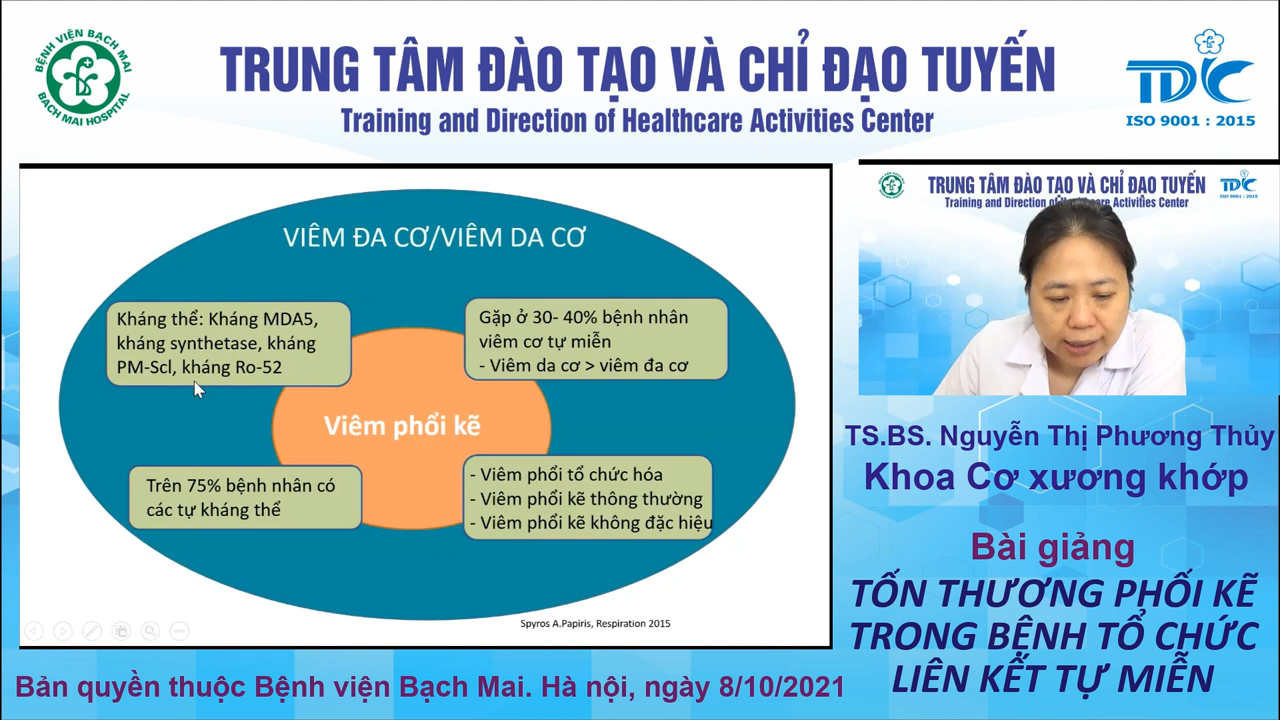 BỆNH VIỆN BẠCH MAI
BACH MAI HOSPITAL
TRUNG TÂM ĐÀO TẠO VÀ CHỈ ĐẠO TUYẾN
Training and Direction of Healthcare Activities Center
TDC
ISO 9001 : 2015
VIÊM ĐA CƠ/VIÊM DA CƠ
Kháng thể: Kháng MDA5,
kháng synthetase, kháng
PM-Scl, kháng Ro-52
Gặp ở 30- 40% bệnh nhân
viêm cơ tự miễn
- Viêm da cơ > viêm đa cơ
Viêm phổi kẽ
Trên 75% bệnh nhân có
các tự kháng thể
- Viêm phổi tổ chức hóa
- Viêm phổi kẽ thông thường
- Viêm phổi kẽ không đặc hiệu
Spyros A.Papiris, Respiration 2015
TRUNG TÂM ĐÀO TẠO VÀ CHỈ ĐẠO TUYẾN
Training and Direction of Healthcare Activities Center
TDC
TS.BS. Nguyễn Thị Phương Thủy
Khoa Cơ xương khớp
Bài giảng
TỔN THƯƠNG PHỔI KẼ
TRONG BỆNH TỔ CHỨC
LIÊN KẾT TỰ MIỄN
Bản quyền thuộc Bệnh viện Bạch Mai. Hà nội, ngày 8/10/2021